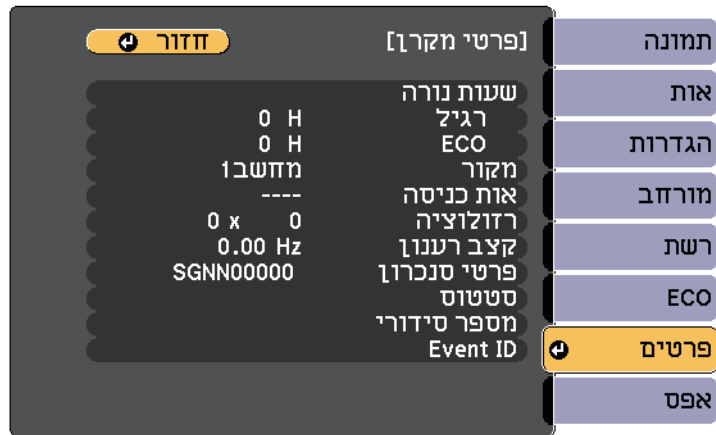 תמונה
אות
הגדרות
מורחב
רשת
ECO
פרטים
אפס
[פרטי מקרן] חזור
שעות נורה
רגיל 0 H
ECO 0 H
מקור מחשב1
אות כניסה ----
רזולוציה 0 x 0
קצב רענון 0.00 Hz
פרטי סנכרון SGNN00000
סטטוס
מספר סידורי
Event ID